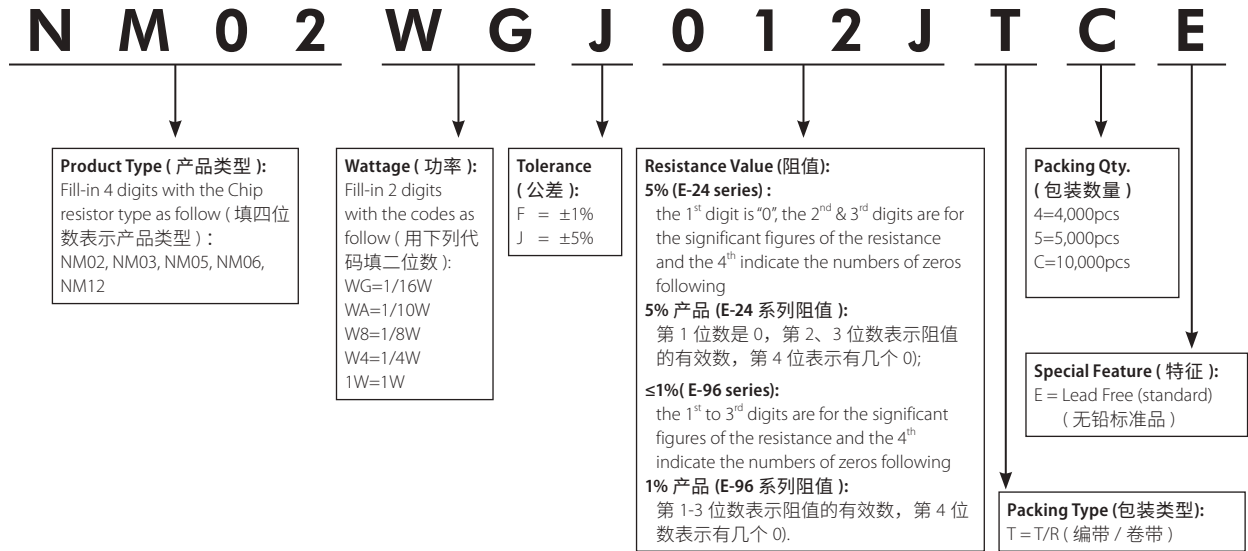 NM02 WG J 012J T C E
Product Type ( 产品类型 ):
Fill-in 4 digits with the Chip
resistor type as follow ( 填四位
数表示产品类型 ) :
NM02, NM03, NM05, NM06,
NM12
Wattage ( 功率 ):
Fill-in 2 digits
with the codes as
follow ( 用下列代
码填二位数 ):
WG=1/16W
WA=1/10W
W8=1/8W
W4=1/4W
1W=1W
Tolerance
( 公差 ):
F = ±1%
J = ±5%
Resistance Value (阻值):
5% (E-24 series) :
the 1st digit is “0”, the 2nd & 3rd digits are for
the significant figures of the resistance
and the 4th indicate the numbers of zeros
following
5% 产品 (E-24 系列阻值 ):
第 1 位数是 0，第 2、3 位数表示阻值
的有效数，第 4 位表示有几个 0);
≤1%( E-96 series):
the 1st to 3rd digits are for the significant
figures of the resistance and the 4th
indicate the numbers of zeros following
1% 产品 (E-96 系列阻值 ):
第 1-3 位数表示阻值的有效数，第 4 位
数表示有几个 0).
Packing Qty.
( 包装数量 )
4=4,000pcs
5=5,000pcs
C=10,000pcs
Special Feature ( 特征 ):
E = Lead Free (standard)
( 无铅标准品 )
Packing Type (包装类型):
T = T/R ( 编带 / 卷带 )